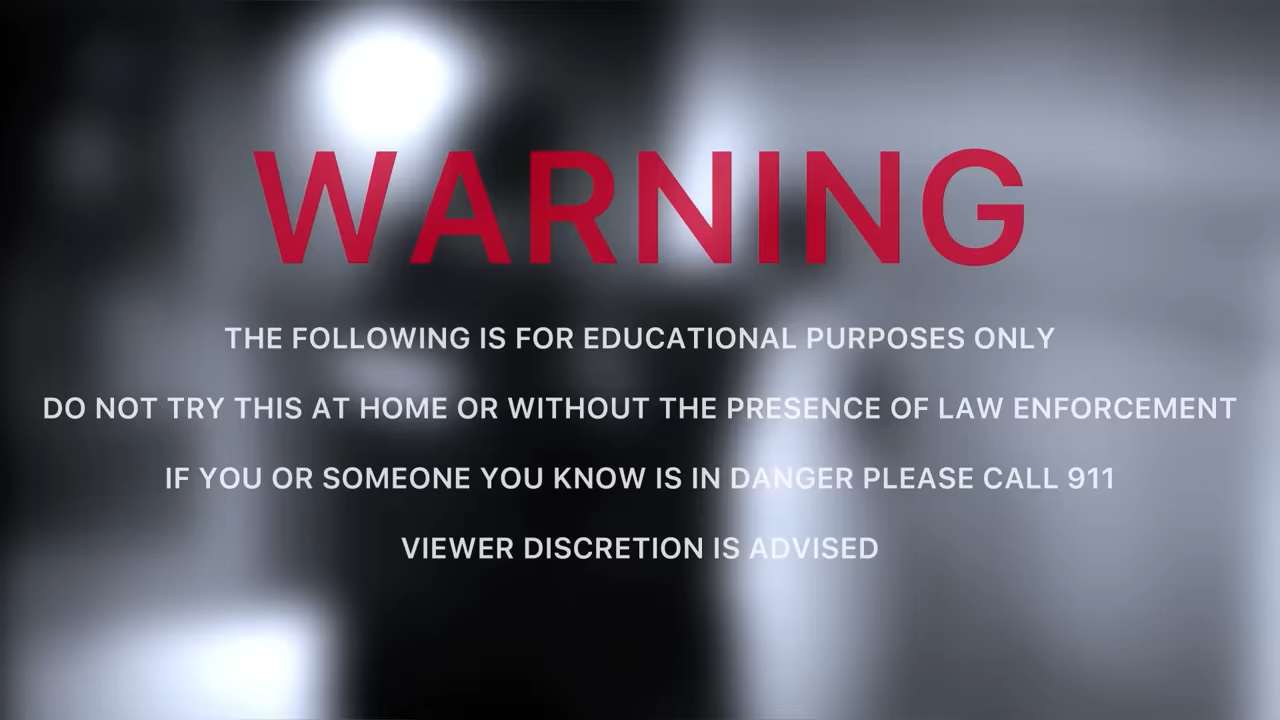 WARNING
THE FOLLOWING IS FOR EDUCATIONAL PURPOSES ONLY
DO NOT TRY THIS AT HOME OR WITHOUT THE PRESENCE OF LAW ENFORCEMENT
IF YOU OR SOMEONE YOU KNOW IS IN DANGER PLEASE CALL 911
VIEWER DISCRETION IS ADVISED